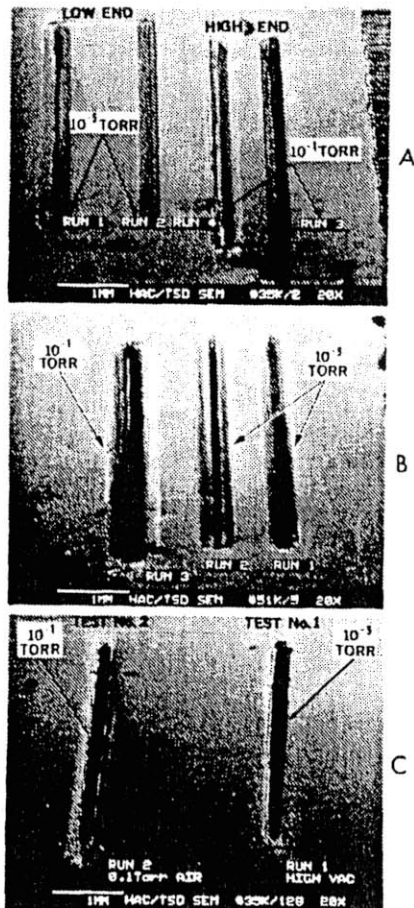 LOW END HIGH END
10⁻⁵ TORR
10⁻¹ TORR
A
RUN 1 RUN 2 RUN 4 RUN 3
1MM HAC/TSD SEM 20X
10⁻¹ TORR
10⁻⁵ TORR
B
RUN 3 RUN 2 RUN 1
1MM HAC/TSD SEM 20X
TEST No.2 TEST No.1
10⁻¹ TORR
TORR
C
RUN 2 RUN 1
0.1Torr AIR HIGH VAC
1MM HAC/TSD SEM 20X